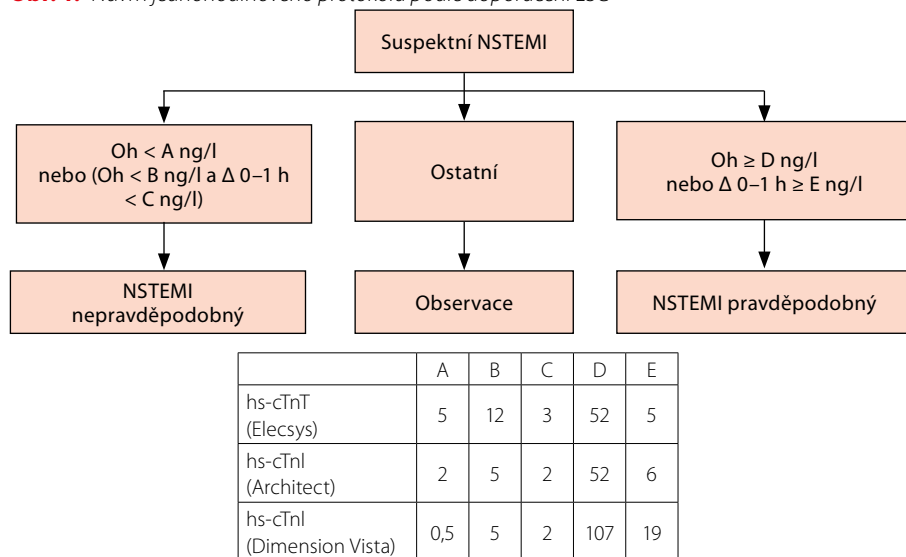 Suspektní NSTEMI
Oh < A ng/l
nebo (Oh < B ng/l a Δ 0–1 h
< C ng/l)
Ostatní
Oh ≥ D ng/l
nebo Δ 0–1 h ≥ E ng/l
NSTEMI
nepravděpodobný
Observace
NSTEMI pravděpodobný
A B C D E
hs-cTnT
(Elecsys) 5 12 3 52 5
hs-cTnI
(Architect) 2 5 2 52 6
hs-cTnI
(Dimension Vista) 0,5 5 2 107 19